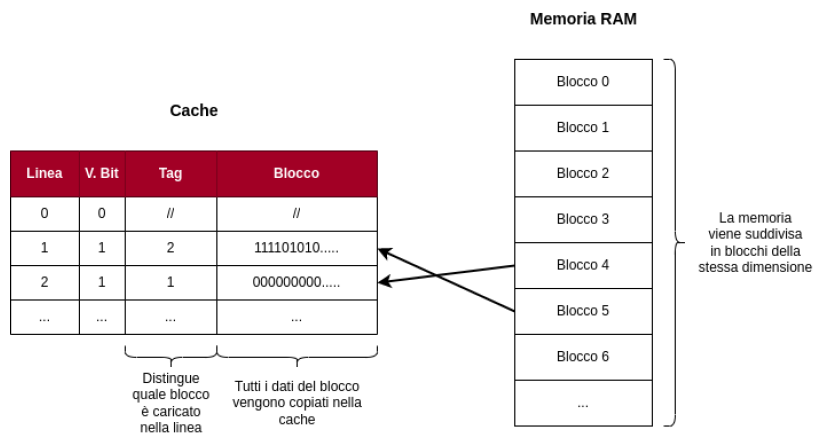 Memoria RAM
Cache
Linea V. Bit Tag Blocco
0 0 // //
1 1 2 111101010.....
2 1 1 000000000.....
... ... ... ...
Distingue
quale blocco
è caricato
nella linea
Tutti i dati del blocco
vengono copiati nella
cache
Blocco 0
Blocco 1
Blocco 2
Blocco 3
Blocco 4
Blocco 5
Blocco 6
...
La memoria
viene suddivisa
in blocchi della
stessa dimensione